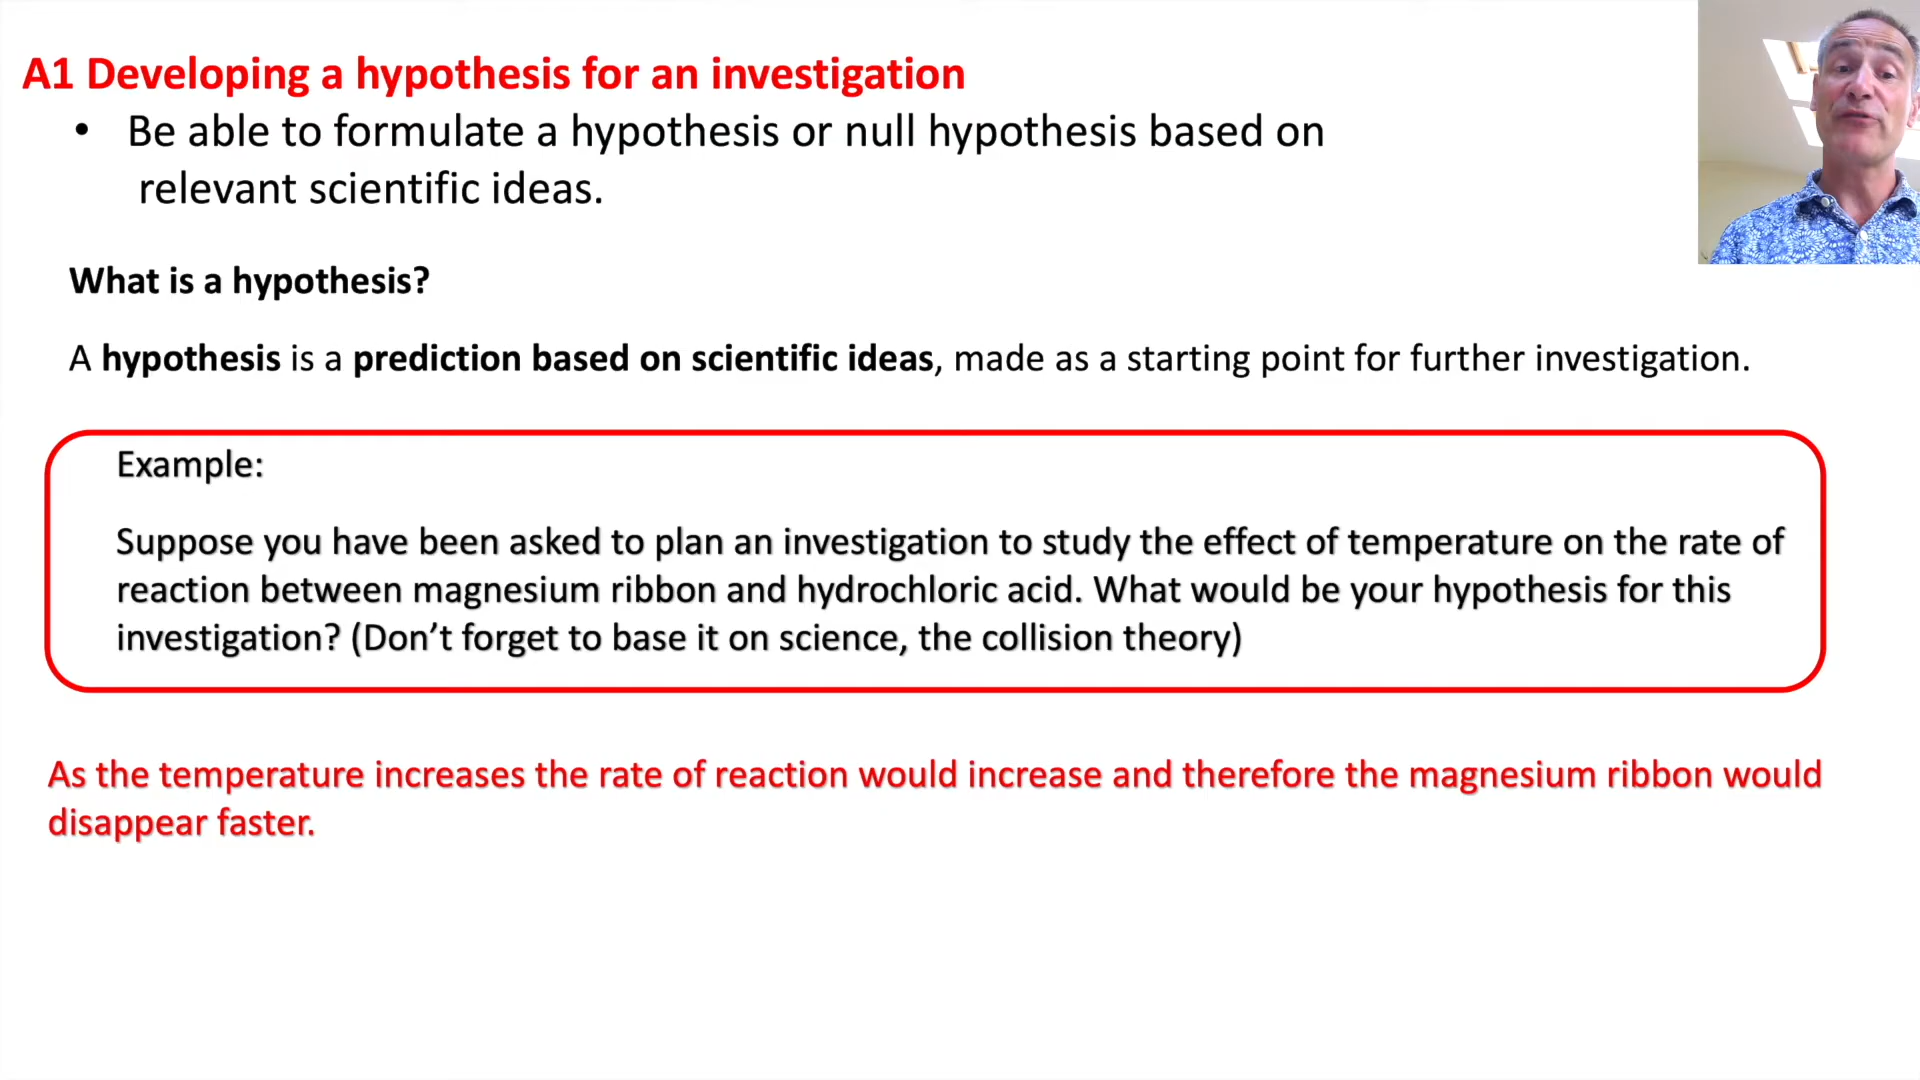 A1 Developing a hypothesis for an investigation
• Be able to formulate a hypothesis or null hypothesis based on
relevant scientific ideas.
What is a hypothesis?
A hypothesis is a prediction based on scientific ideas, made as a starting point for further investigation.
Example:
Suppose you have been asked to plan an investigation to study the effect of temperature on the rate of
reaction between magnesium ribbon and hydrochloric acid. What would be your hypothesis for this
investigation? (Don’t forget to base it on science, the collision theory)
As the temperature increases the rate of reaction would increase and therefore the magnesium ribbon would
disappear faster.